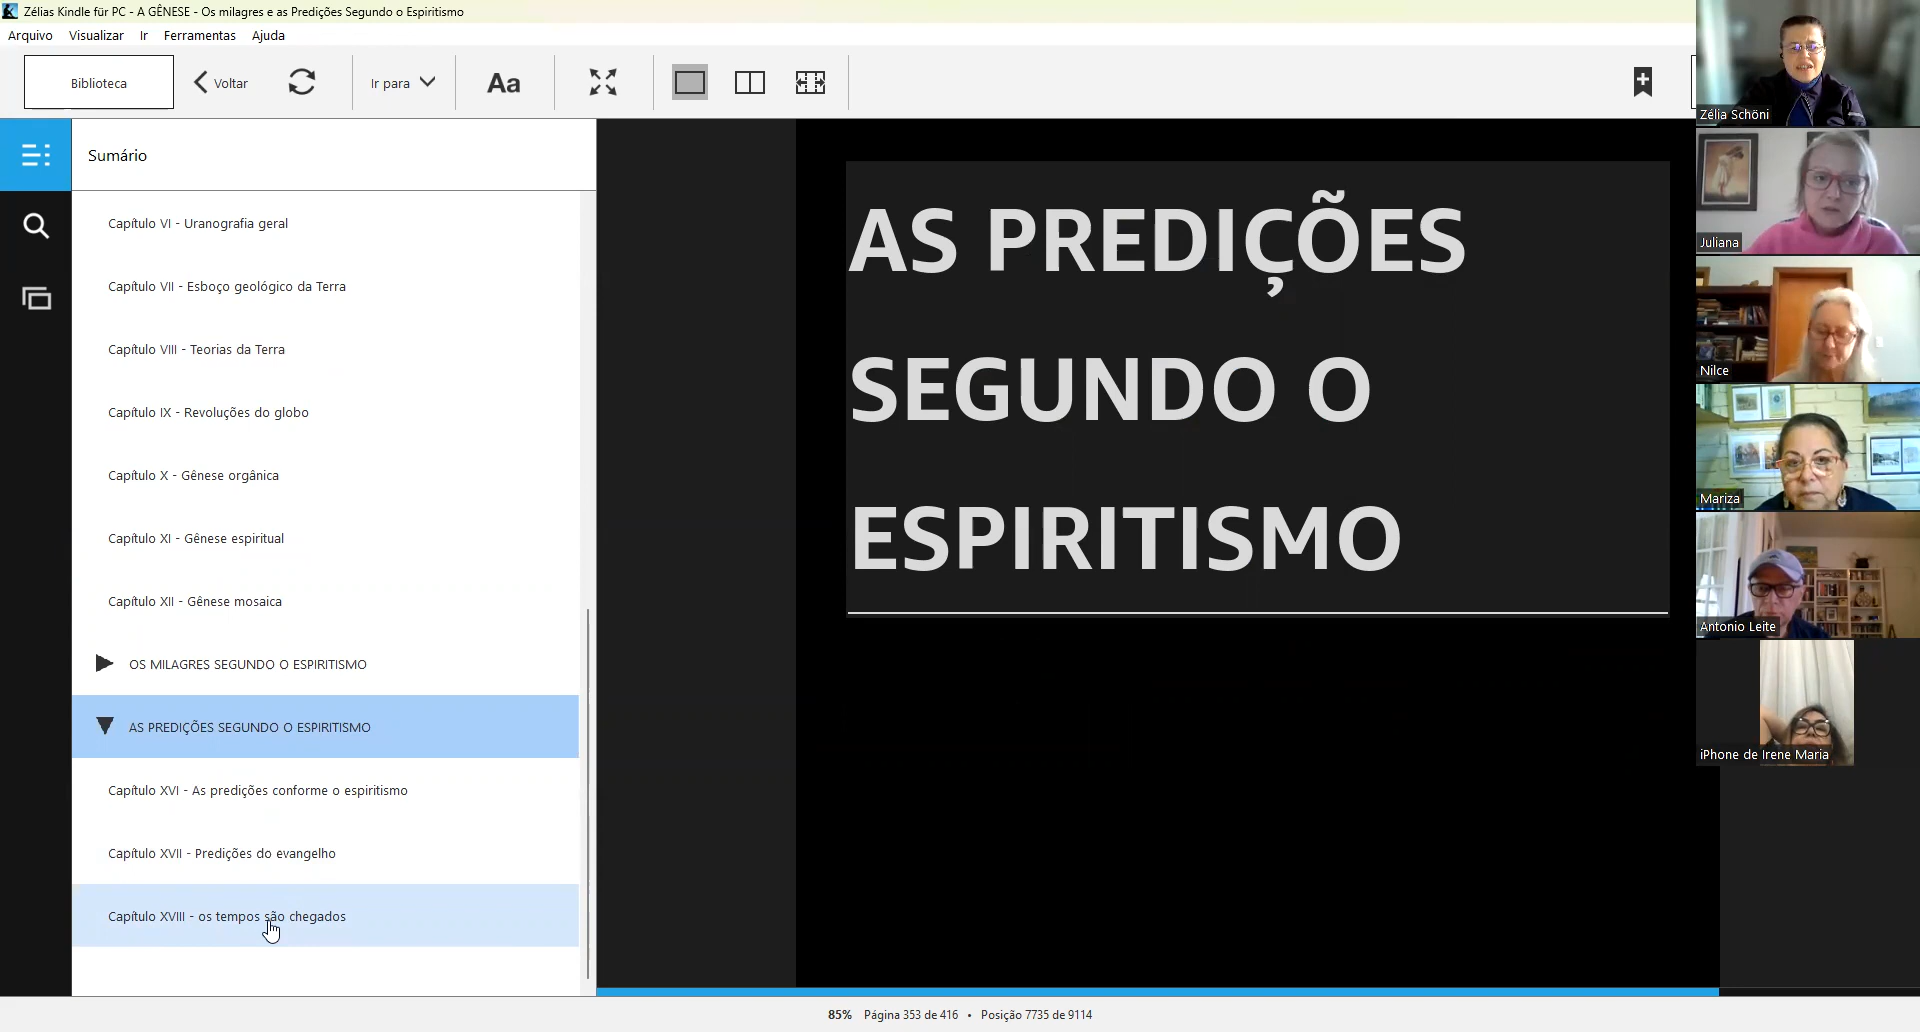 Zélias Kindle für PC - A GÊNESE - Os milagres e as Predições Segundo o Espiritismo
Arquivo Visualizar Ir Ferramentas Ajuda
Biblioteca Voltar Ir para Aa
Sumário
Capítulo VI - Uranografia geral
Capítulo VII - Esboço geológico da Terra
Capítulo VIII - Teorias da Terra
Capítulo IX - Revoluções do globo
Capítulo X - Gênese orgânica
Capítulo XI - Gênese espiritual
Capítulo XII - Gênese mosaica
OS MILAGRES SEGUNDO O ESPIRITISMO
AS PREDIÇÕES SEGUNDO O ESPIRITISMO
Capítulo XVI - As predições conforme o espiritismo
Capítulo XVII - Predições do evangelho
Capítulo XVIII - os tempos são chegados
AS PREDIÇÕES
SEGUNDO O
ESPIRITISMO
85% Página 353 de 416 • Posição 7735 de 9114
Zélia Schöni
Juliana
Nilce
Mariza
Antonio Leite
iPhone de Irene Maria